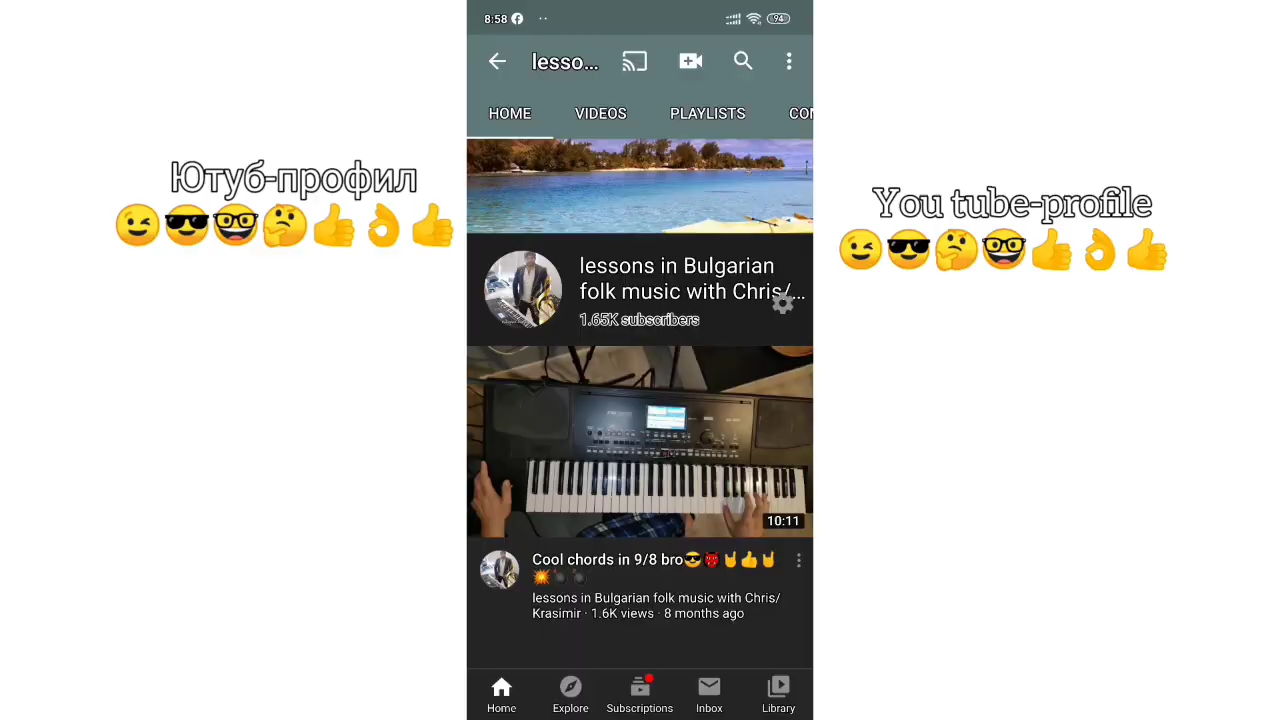 8:58
94
lesso...
HOME VIDEOS PLAYLISTS CO
Ютуб-профил
😉😎🤓🤔👍👌👍
You tube-profile
😉😎🤔🤓👍👌👍
lessons in Bulgarian
folk music with Chris/...
1.65K subscribers
10:11
Cool chords in 9/8 bro😎👹🤘👍🤘
💥💣💣
lessons in Bulgarian folk music with Chris/
Krasimir · 1.6K views · 8 months ago
Home Explore Subscriptions Inbox Library